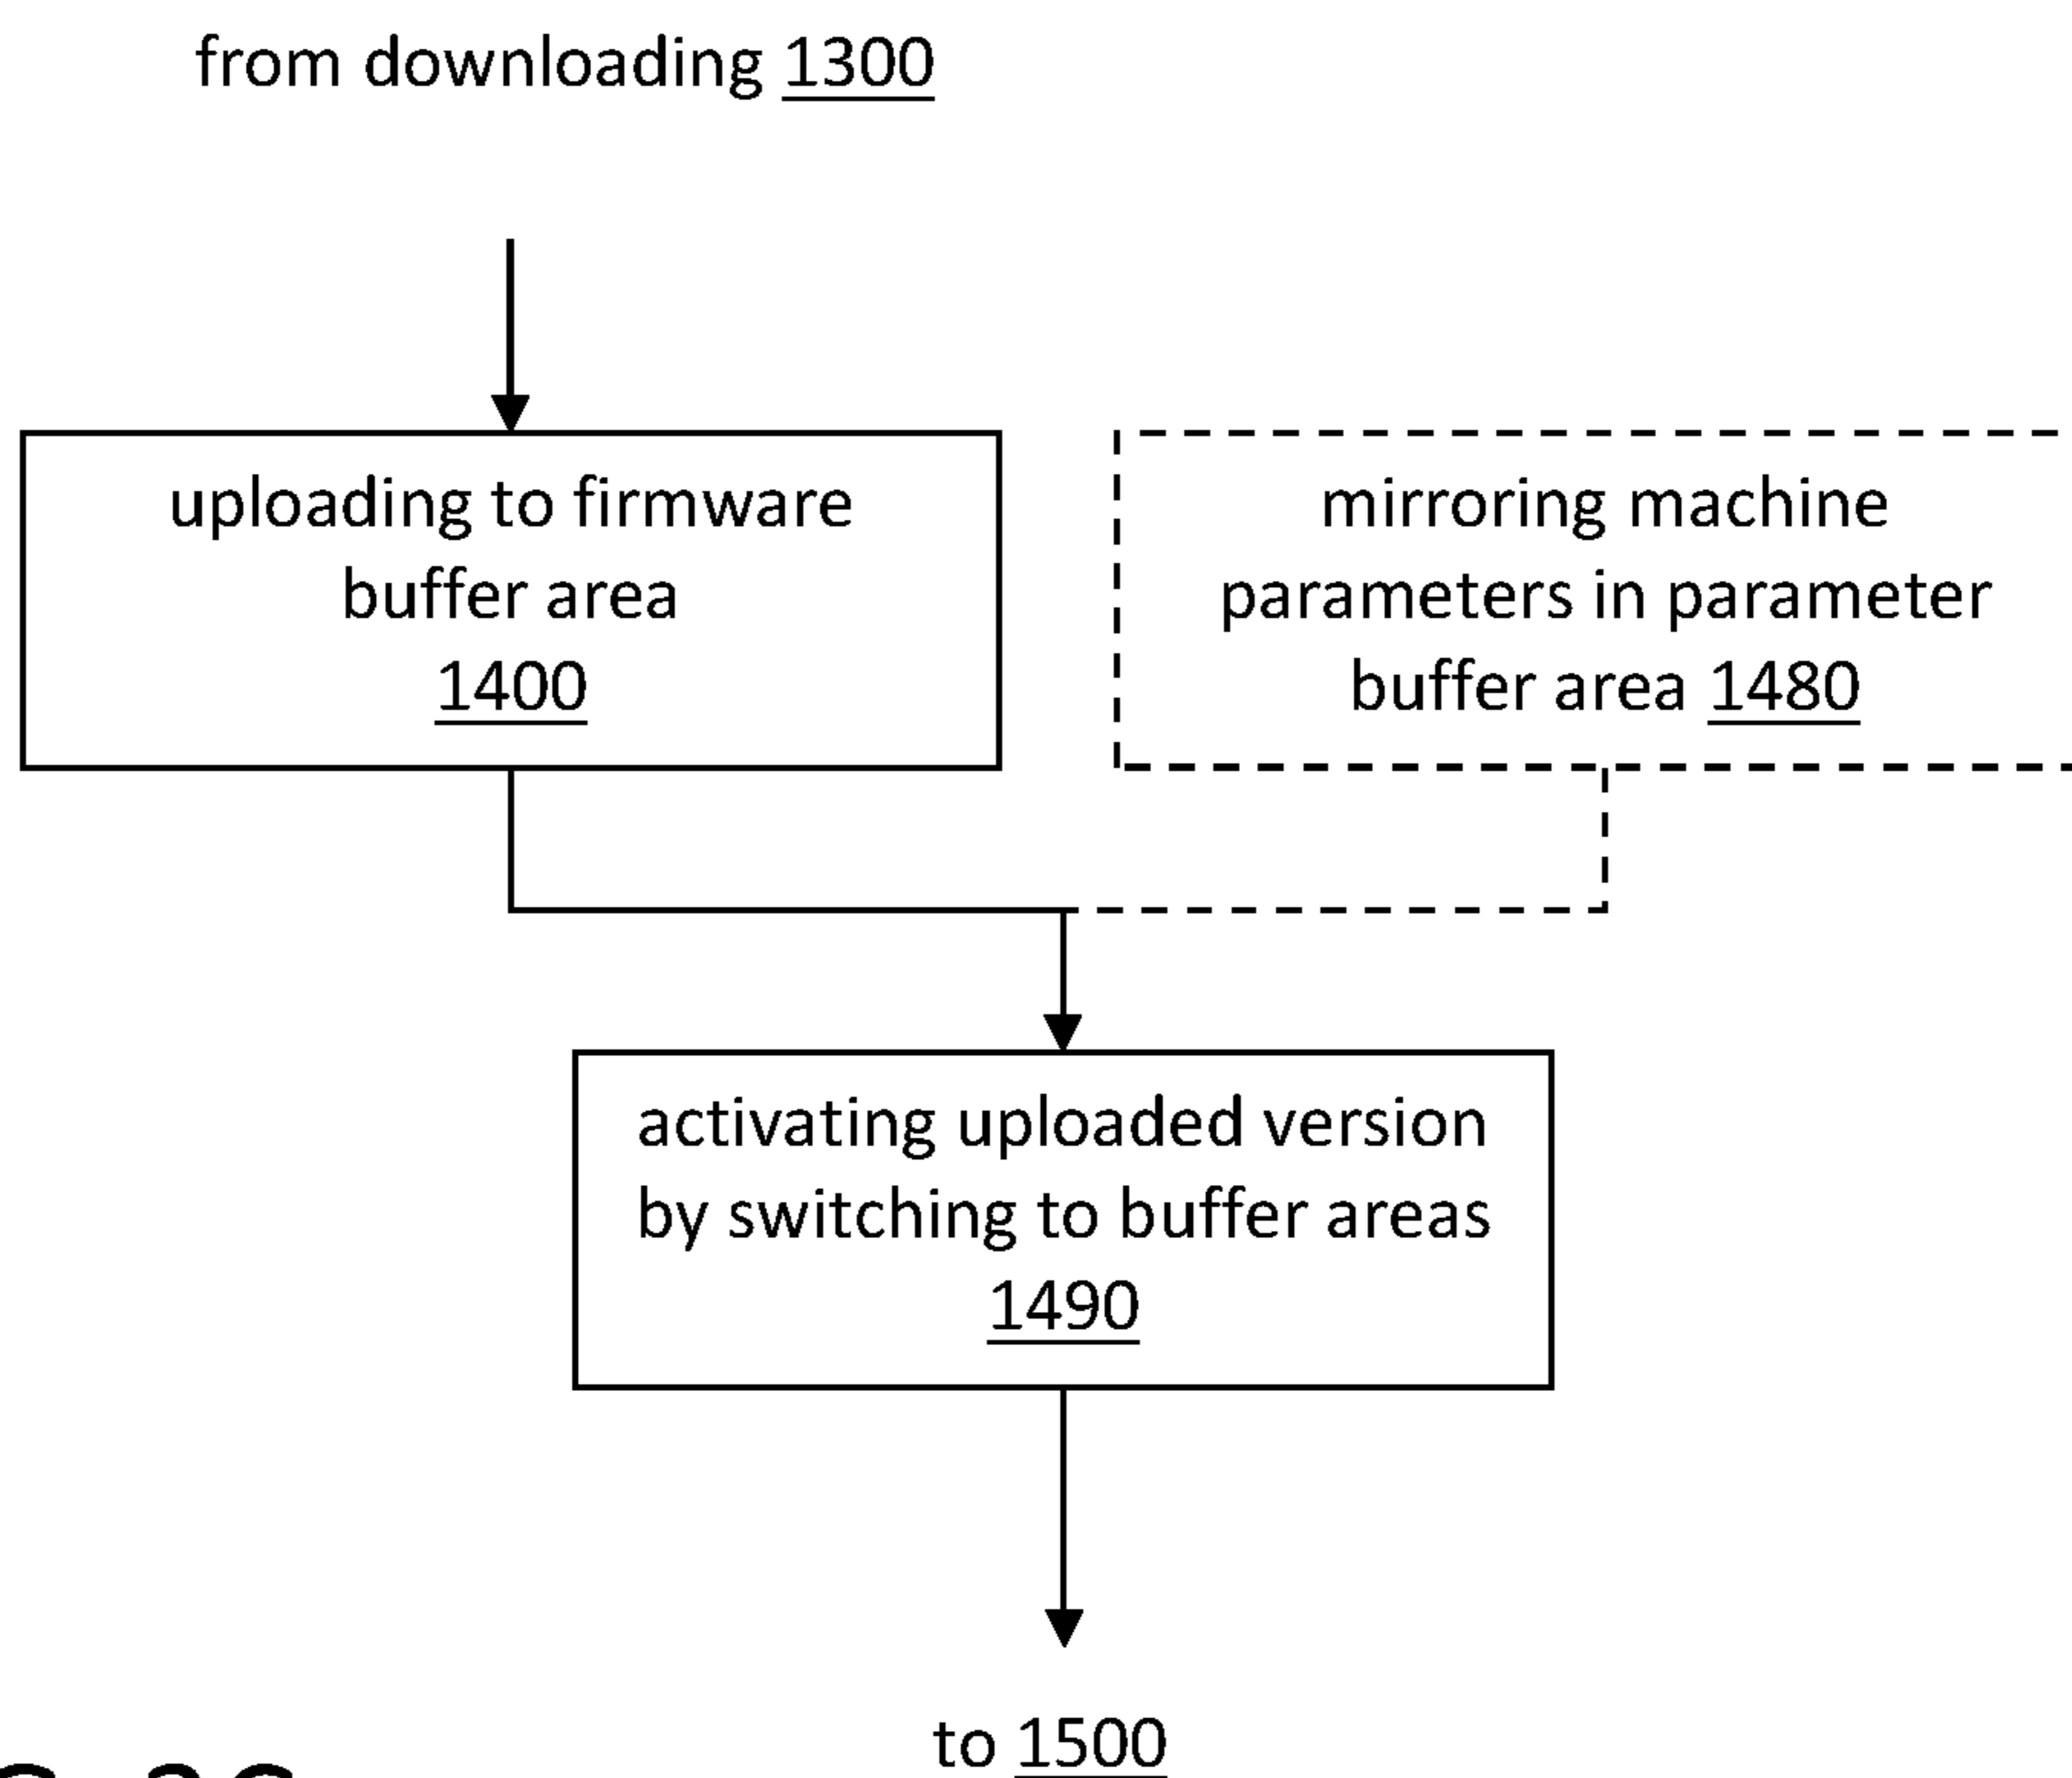 from downloading 1300
uploading to firmware
buffer area
1400
mirroring machine
parameters in parameter
buffer area 1480
activating uploaded version
by switching to buffer areas
1490
to 1500